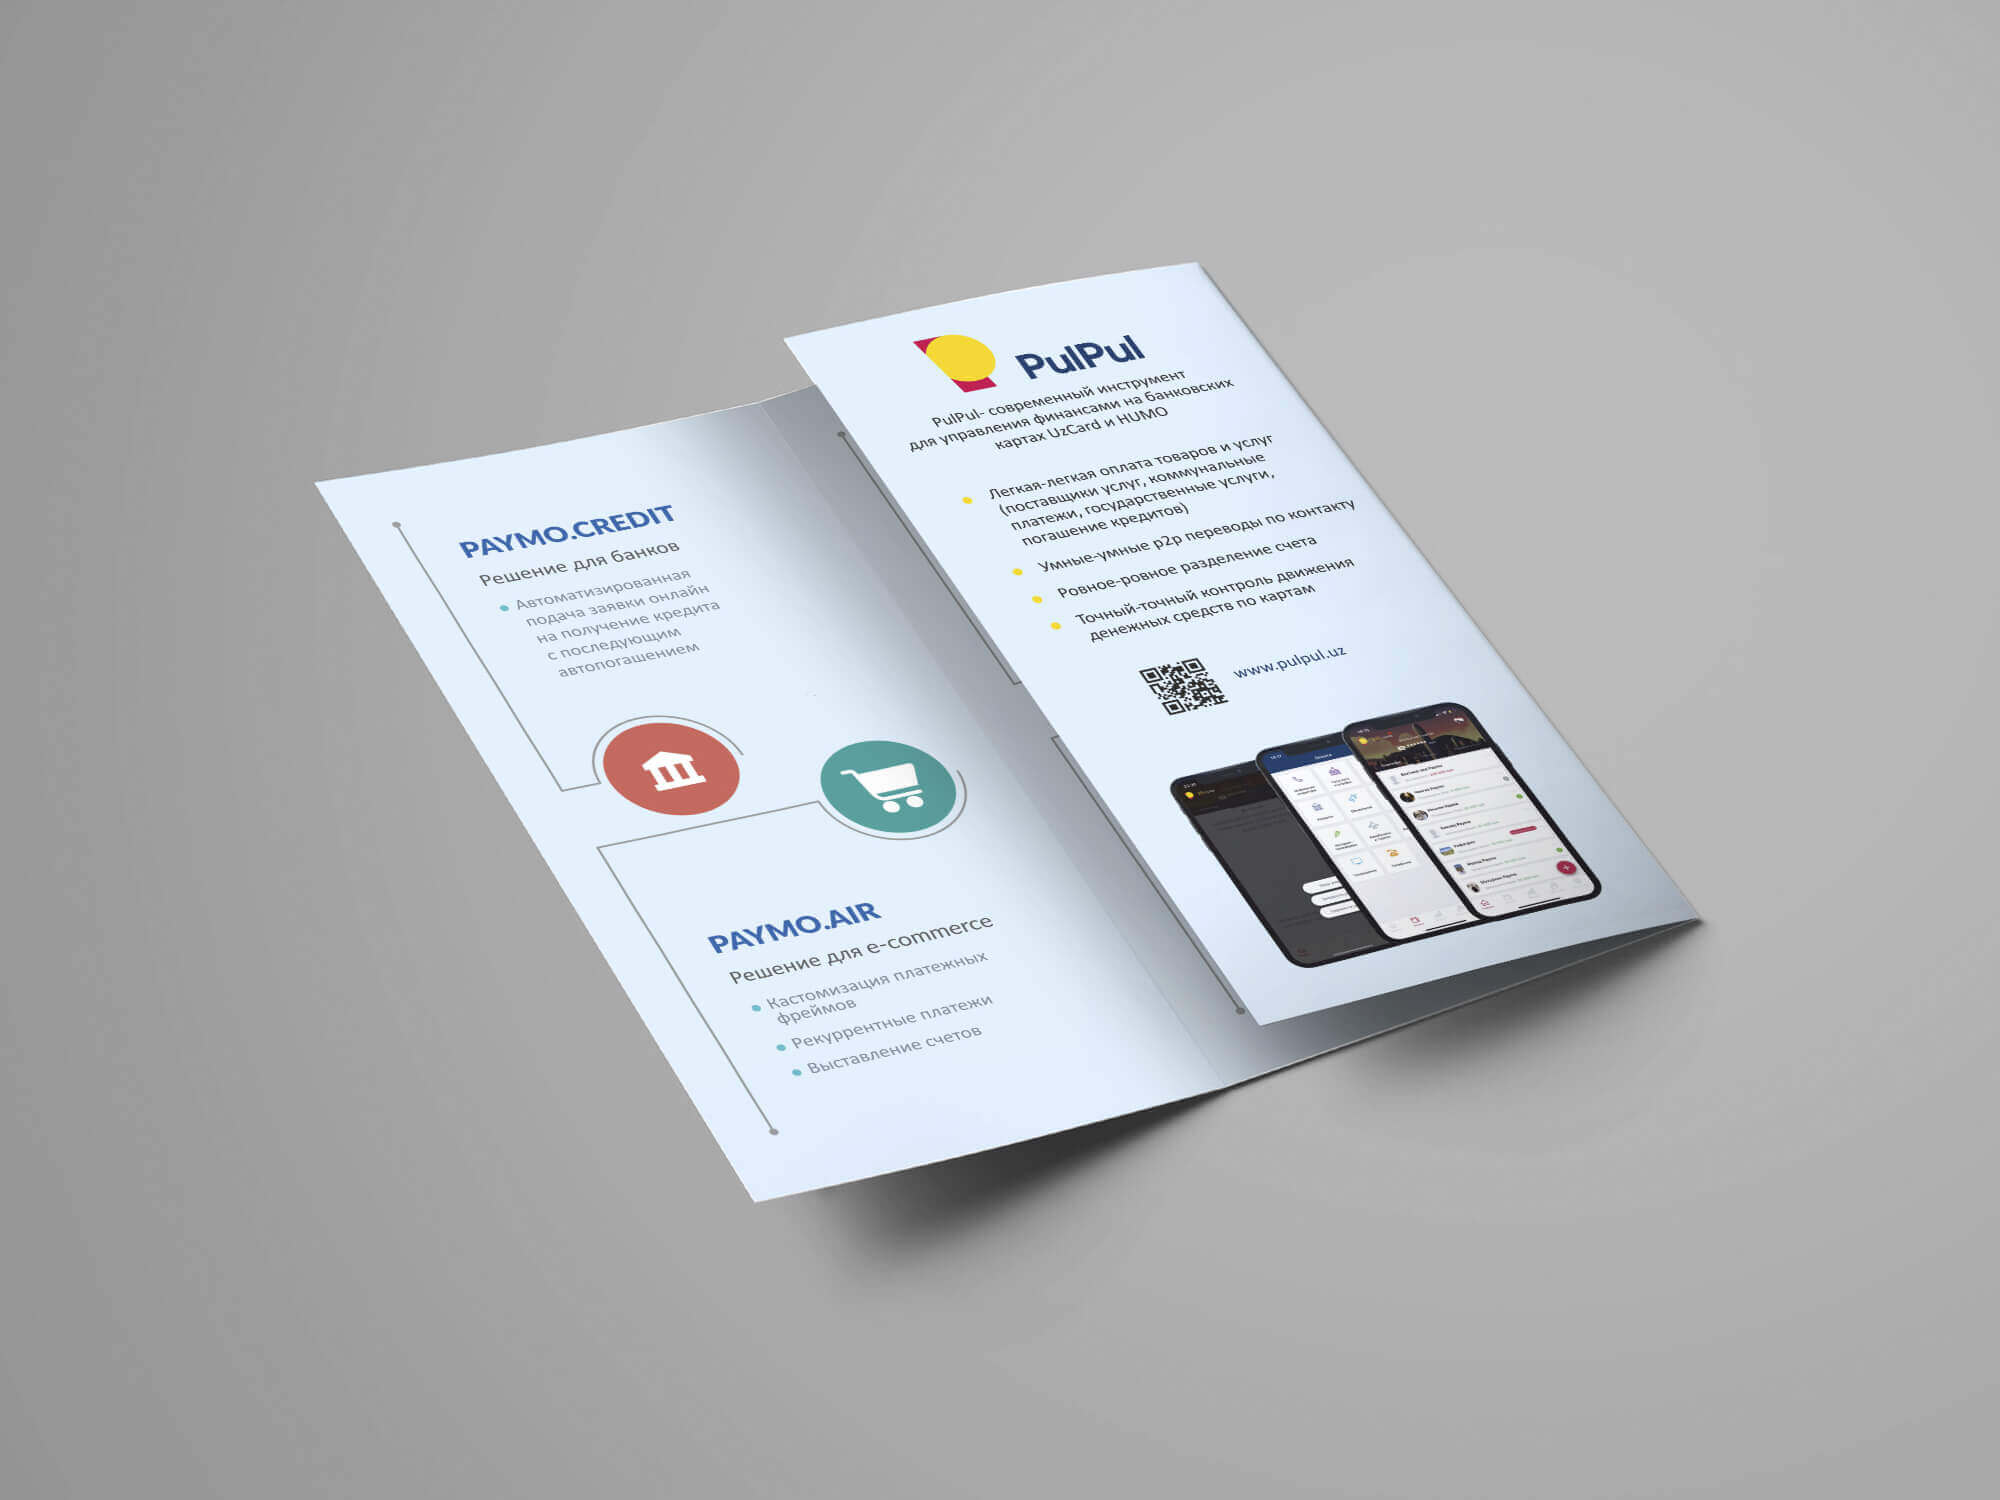 PAYMO.CREDIT
Решение для банков
Автоматизированная
подача заявки онлайн
на получение кредита
с последующим
автопогашением
PAYMO.AIR
Решение для e-commerce
Кастомизация платежных
фреймов
Рекуррентные платежи
Выставление счетов
PulPul
PulPul- современный инструмент
для управления финансами на банковских
картах UzCard и HUMO
Легкая-легкая оплата товаров и услуг
(поставщики услуг, коммунальные
платежи, государственные услуги,
погашение кредитов)
Умные-умные p2p переводы по контакту
Ровное-ровное разделение счета
Точный-точный контроль движения
денежных средств по картам
www.pulpul.uz